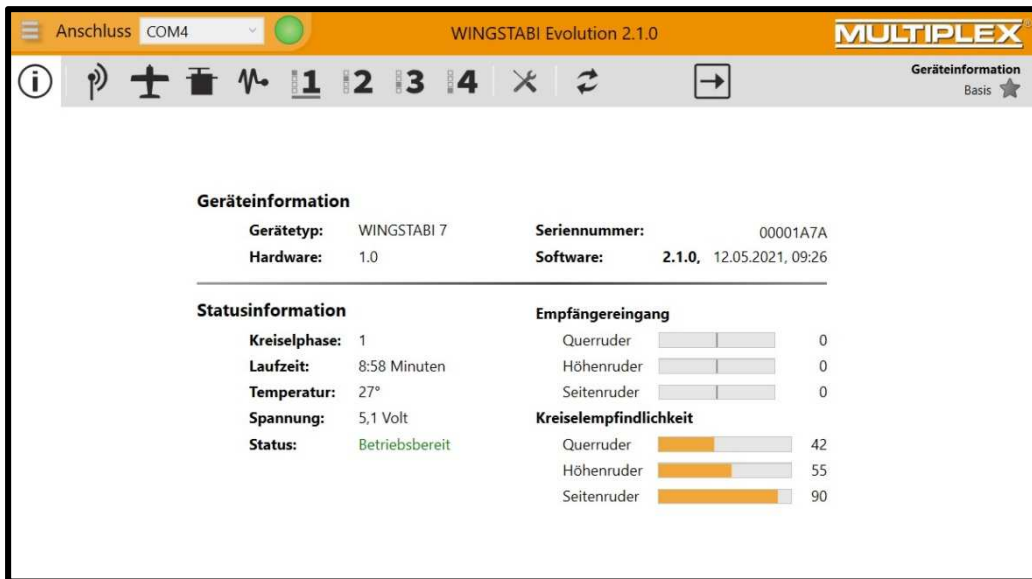 Anschluss COM4 WINGSTABI Evolution 2.1.0 MULTIPLEX®
1 2 3 4 Geräteinformation
Basis
Geräteinformation
Gerätetyp: WINGSTABI 7 Seriennummer: 00001A7A
Hardware: 1.0 Software: 2.1.0, 12.05.2021, 09:26
Statusinformation
Kreiselphase: 1
Laufzeit: 8:58 Minuten
Temperatur: 27°
Spannung: 5,1 Volt
Status: Betriebsbereit
Empfängereingang
Querruder 0
Höhenruder 0
Seitenruder 0
Kreiselempfindlichkeit
Querruder 42
Höhenruder 55
Seitenruder 90